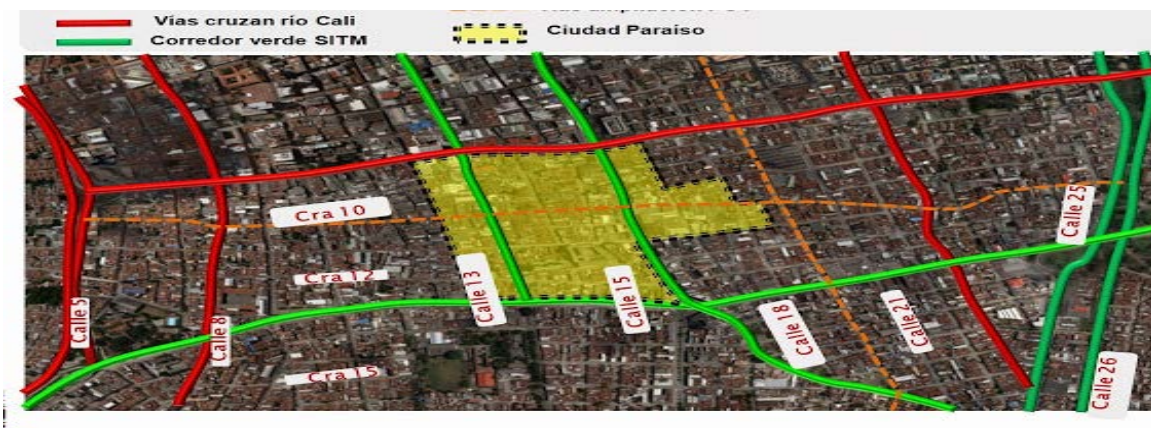 Vías cruzan río Cali
Corredor verde SITM
Ciudad Paraíso
Cra 10
Cra 12
Cra 15
Calle 5
Calle 8
Calle 13
Calle 15
Calle 18
Calle 21
Calle 25
Calle 26